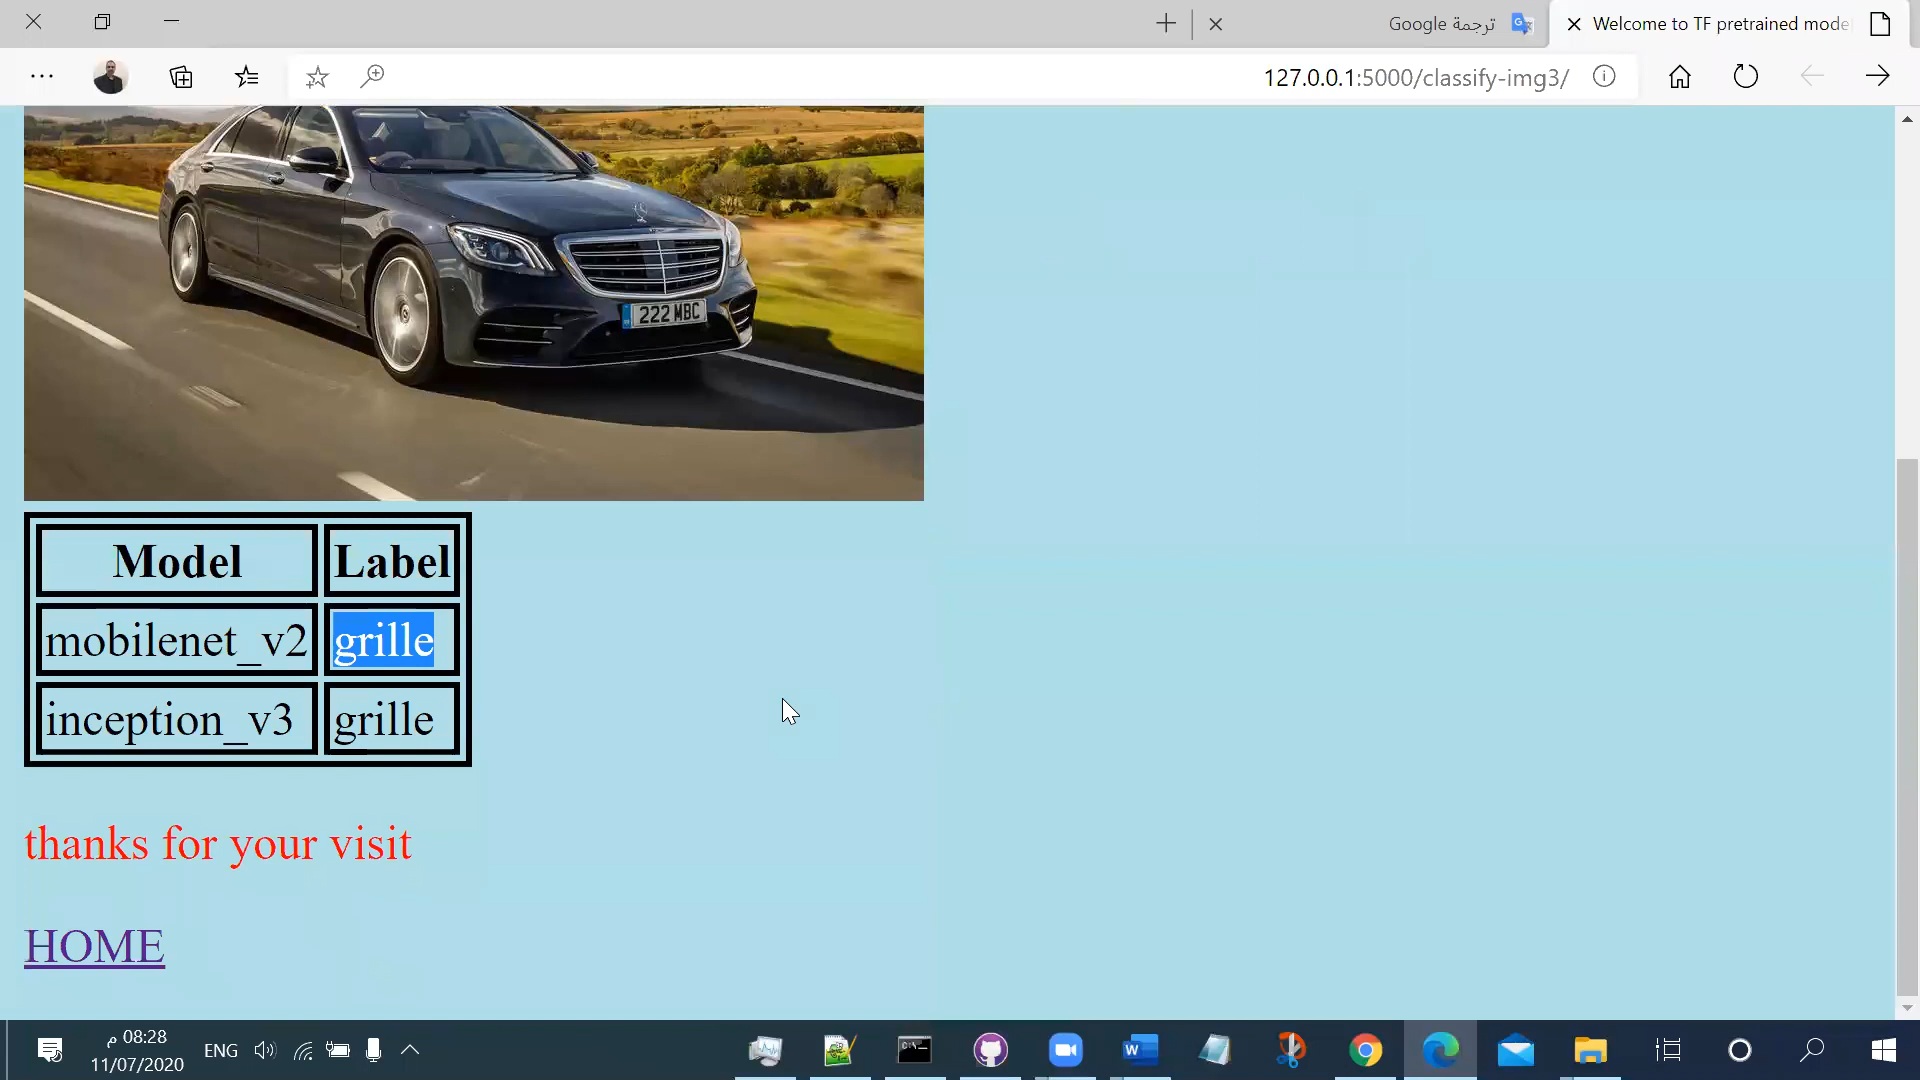 ترجمة Google
Welcome to TF pretrained mode
127.0.0.1:5000/classify-img3/
222 MBC
Model Label
mobilenet_v2 grille
inception_v3 grille
thanks for your visit
HOME
08:28 م
ENG
11/07/2020